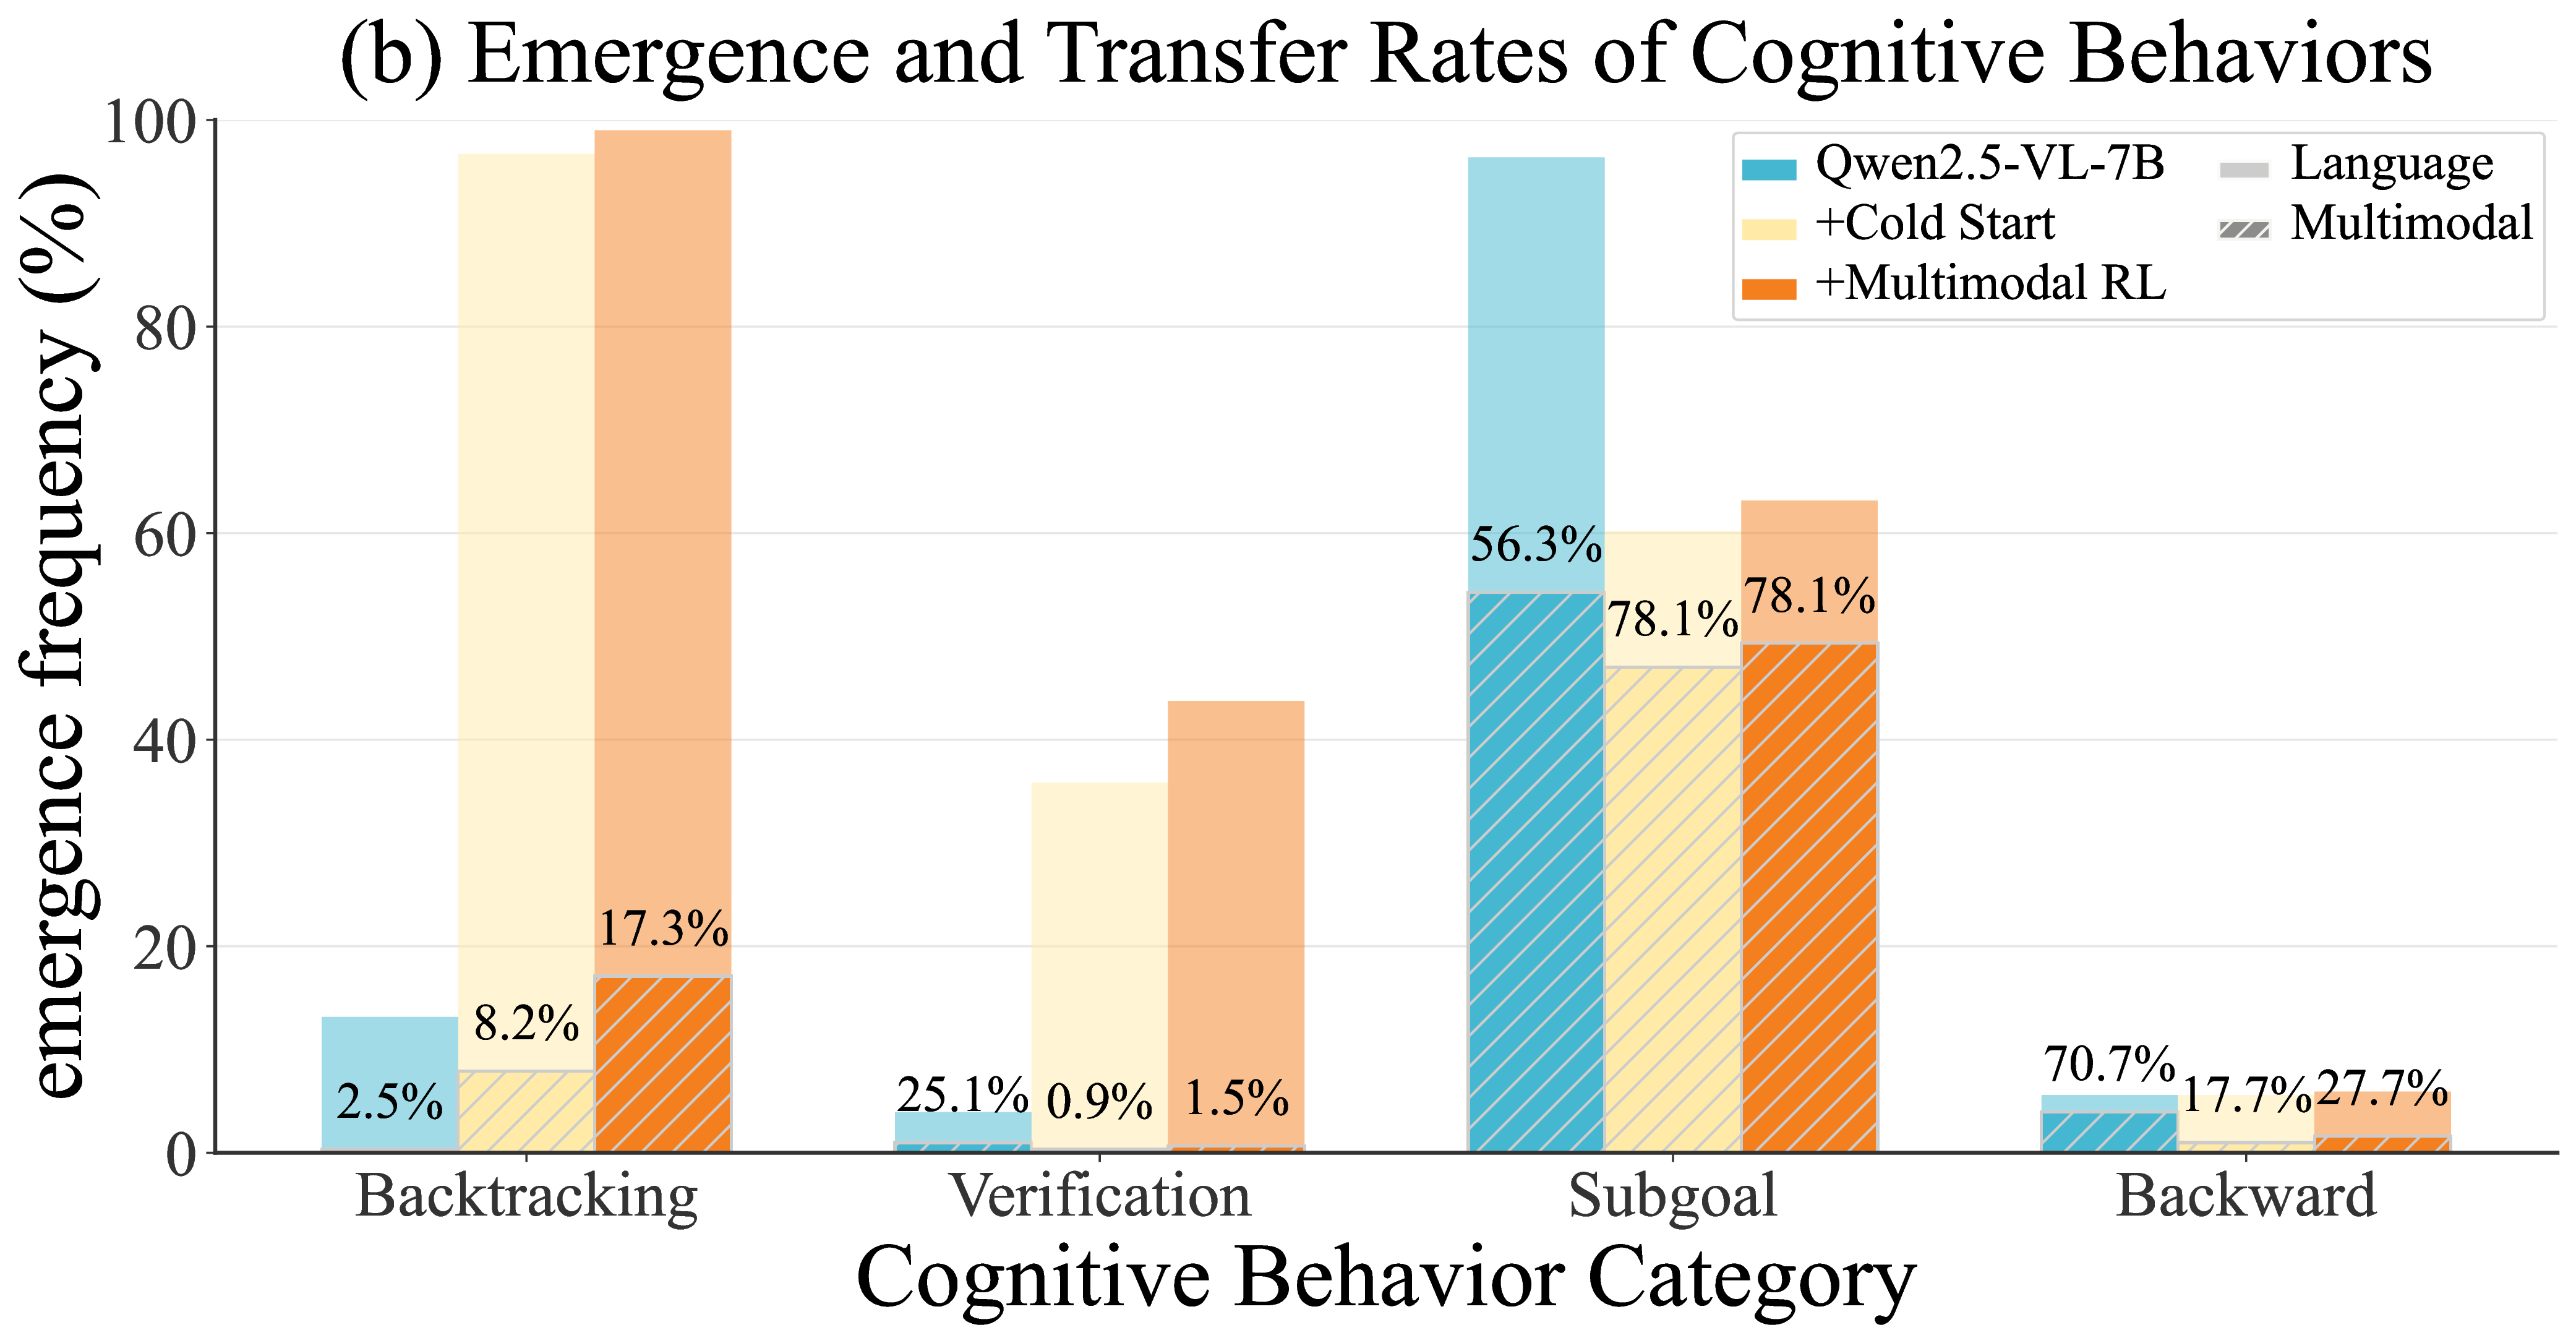 (b) Emergence and Transfer Rates of Cognitive Behaviors
emergence frequency (%)
100
80
60
40
20
0
Qwen2.5-VL-7B
+Cold Start
+Multimodal RL
Language
Multimodal
2.5%
8.2%
17.3%
25.1%
0.9%
1.5%
56.3%
78.1%
78.1%
70.7%
17.7%
27.7%
Backtracking
Verification
Subgoal
Backward
Cognitive Behavior Category